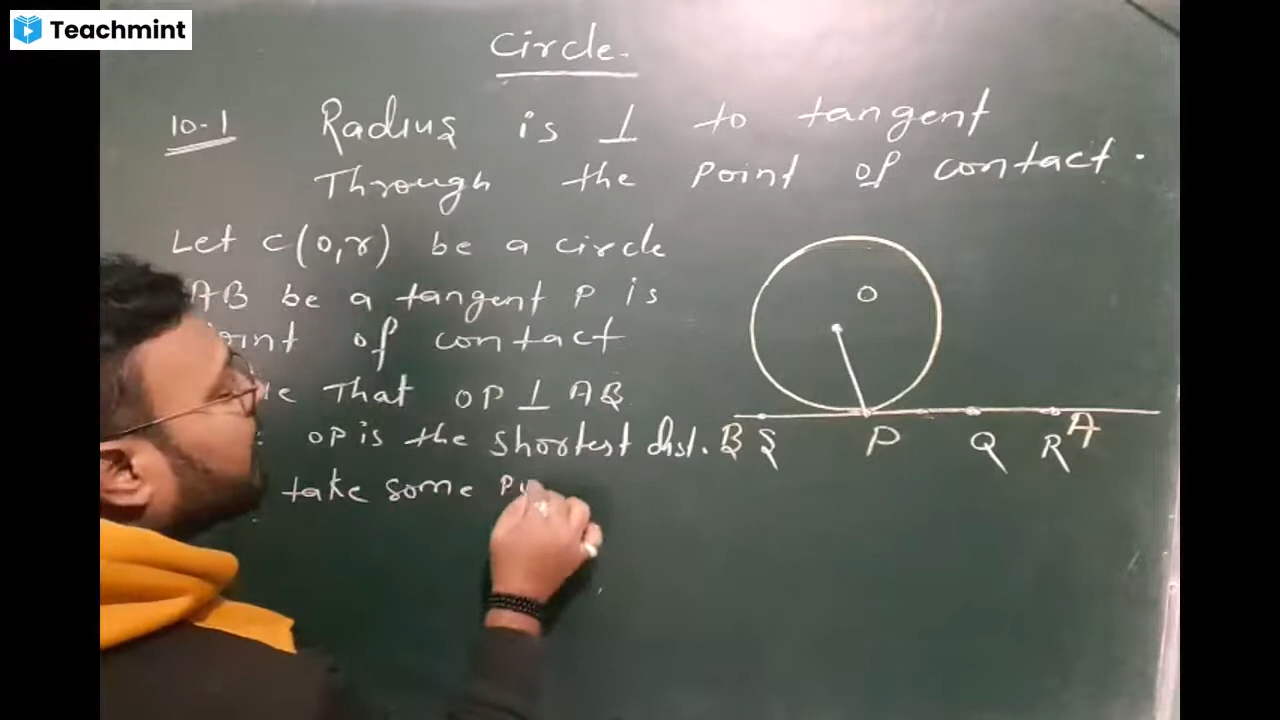 Teachmint
Circle.
10-1 Radius is ⊥ to tangent
Through the point of contact.
Let C(O,r) be a circle
AB be a tangent P is
point of contact
That OP ⊥ AB
OP is the shortest dist.
take some
O
B S P Q R A